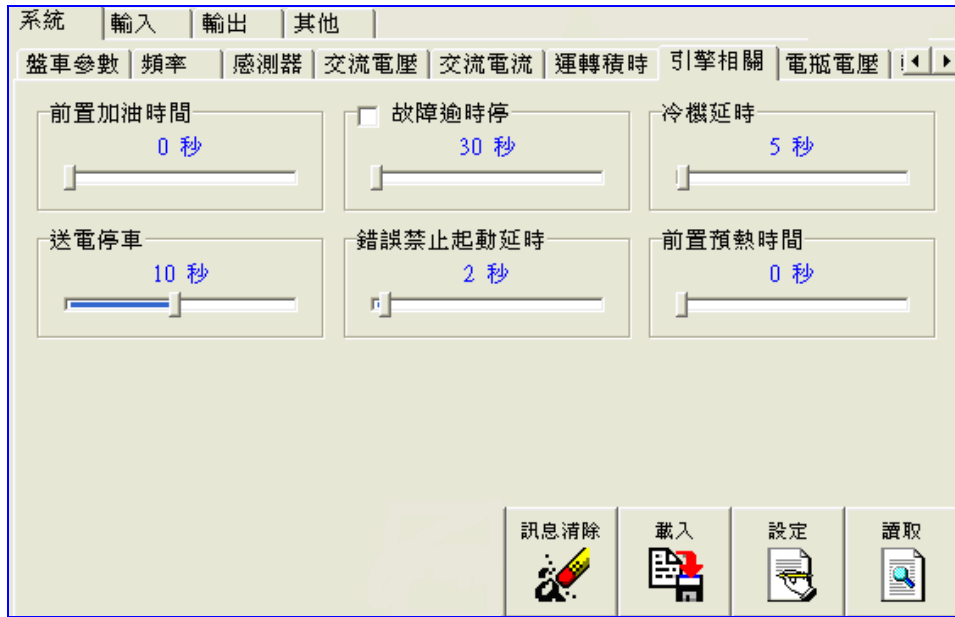 系統 輸入 輸出 其他
盤車參數 頻率 感測器 交流電壓 交流電流 運轉積時 引擎相關 電瓶電壓
前置加油時間 故障逾時停 冷機延時
0 秒 30 秒 5 秒
送電停車 錯誤禁止起動延時 前置預熱時間
10 秒 2 秒 0 秒
訊息清除 載入 設定 讀取